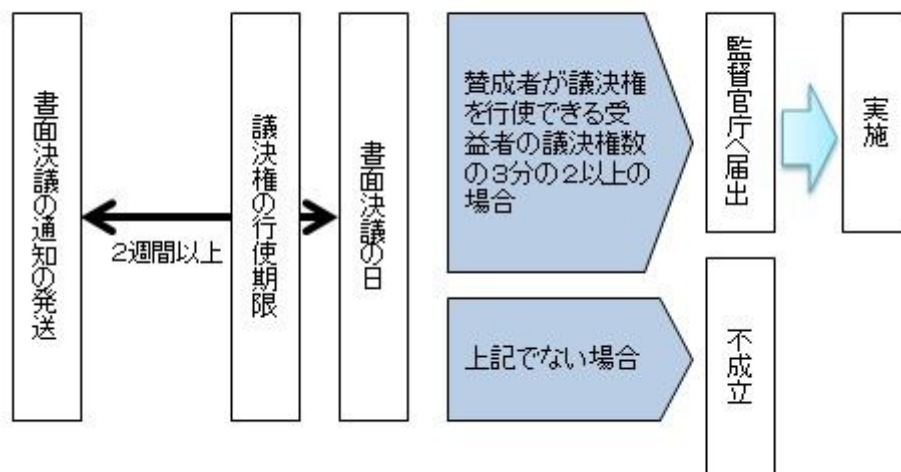 書面決議の通知の発送
2週間以上
議決権の行使期限
書面決議の日
賛成者が議決権
を行使できる受
益者の議決権数
の3分の2以上の
場合
監督官庁へ届出
実施
上記でない場合
不成立